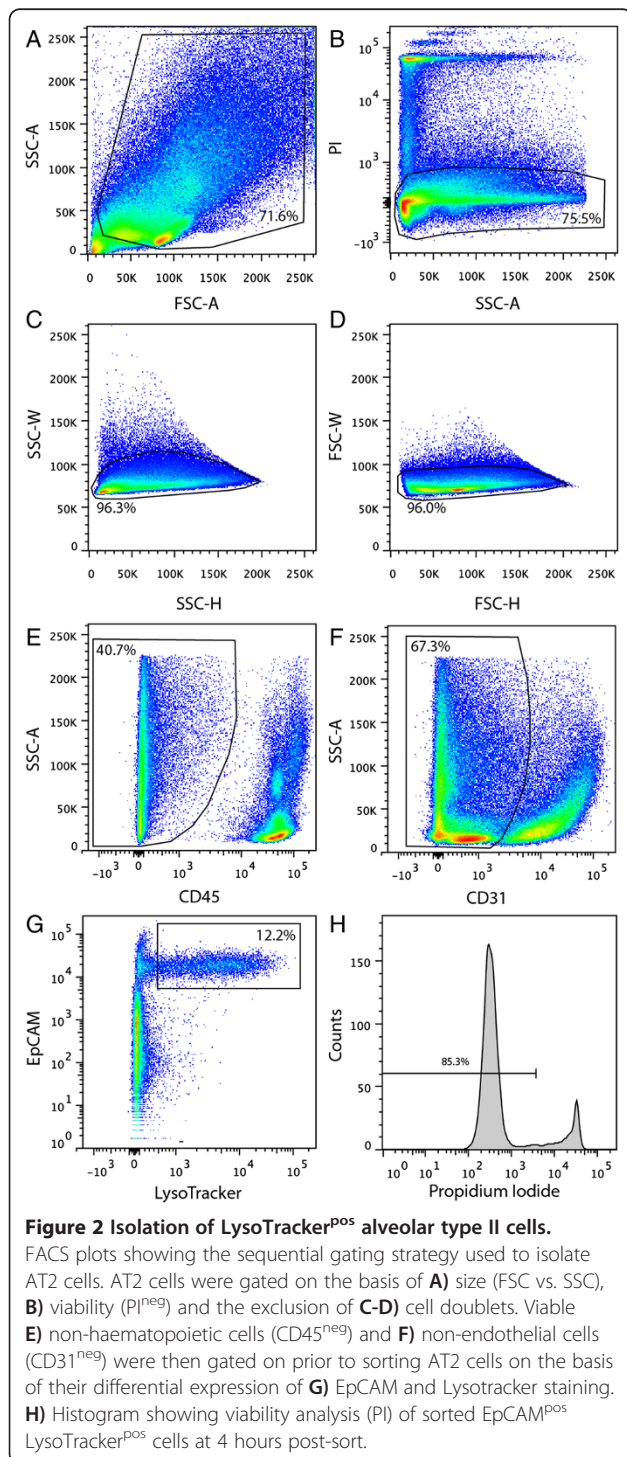 A
250K
200K
150K
100K
50K
0
SSC-A
71.6%
0 50K 100K 150K 200K 250K
FSC-A
B
10^5
10^4
10^3
-10^3
PI
75.5%
0 50K 100K 150K 200K 250K
SSC-A
C
250K
200K
150K
100K
50K
0
SSC-W
96.3%
0 50K 100K 150K 200K 250K
SSC-H
D
250K
200K
150K
100K
50K
0
FSC-W
96.0%
0 50K 100K 150K 200K 250K
FSC-H
E
250K
200K
150K
100K
50K
0
SSC-A
40.7%
-10^3 0 10^3 10^4 10^5
CD45
F
250K
200K
150K
100K
50K
0
SSC-A
67.3%
-10^3 0 10^3 10^4 10^5
CD31
G
10^5
10^4
10^3
10^2
10^1
10^0
EpCAM
12.2%
-10^3 0 10^3 10^4 10^5
LysoTracker
H
150
100
50
0
Counts
85.3%
10^0 10^1 10^2 10^3 10^4 10^5
Propidium Iodide
Figure 2 Isolation of LysoTracker^pos alveolar type II cells.
FACS plots showing the sequential gating strategy used to isolate
AT2 cells. AT2 cells were gated on the basis of A) size (FSC vs. SSC),
B) viability (PI^neg) and the exclusion of C-D) cell doublets. Viable
E) non-haematopoietic cells (CD45^neg) and F) non-endothelial cells
(CD31^neg) were then gated on prior to sorting AT2 cells on the basis
of their differential expression of G) EpCAM and Lysotracker staining.
H) Histogram showing viability analysis (PI) of sorted EpCAM^pos
LysoTracker^pos cells at 4 hours post-sort.